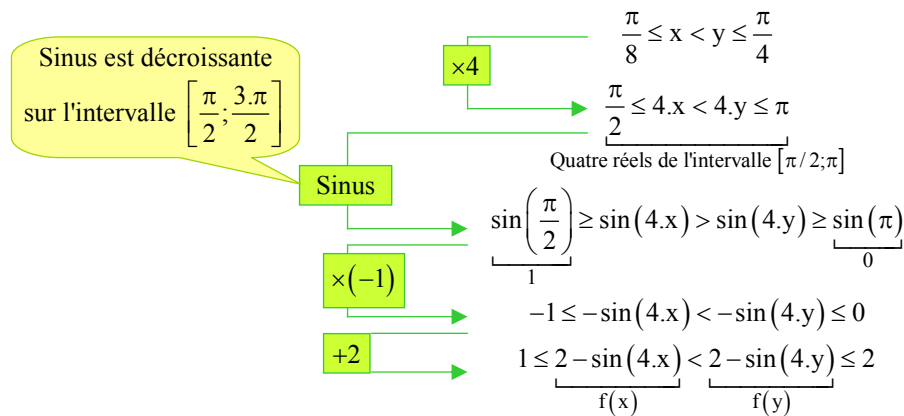 Sinus est décroissante
sur l'intervalle [π/2;3.π/2]
×4
π/8 ≤ x < y ≤ π/4
π/2 ≤ 4.x < 4.y ≤ π
Quatre réels de l'intervalle [π/2;π]
Sinus
sin(π/2) ≥ sin(4.x) > sin(4.y) ≥ sin(π)
1 0
×(−1)
−1 ≤ −sin(4.x) < −sin(4.y) ≤ 0
+2
1 ≤ 2−sin(4.x) < 2−sin(4.y) ≤ 2
f(x) f(y)